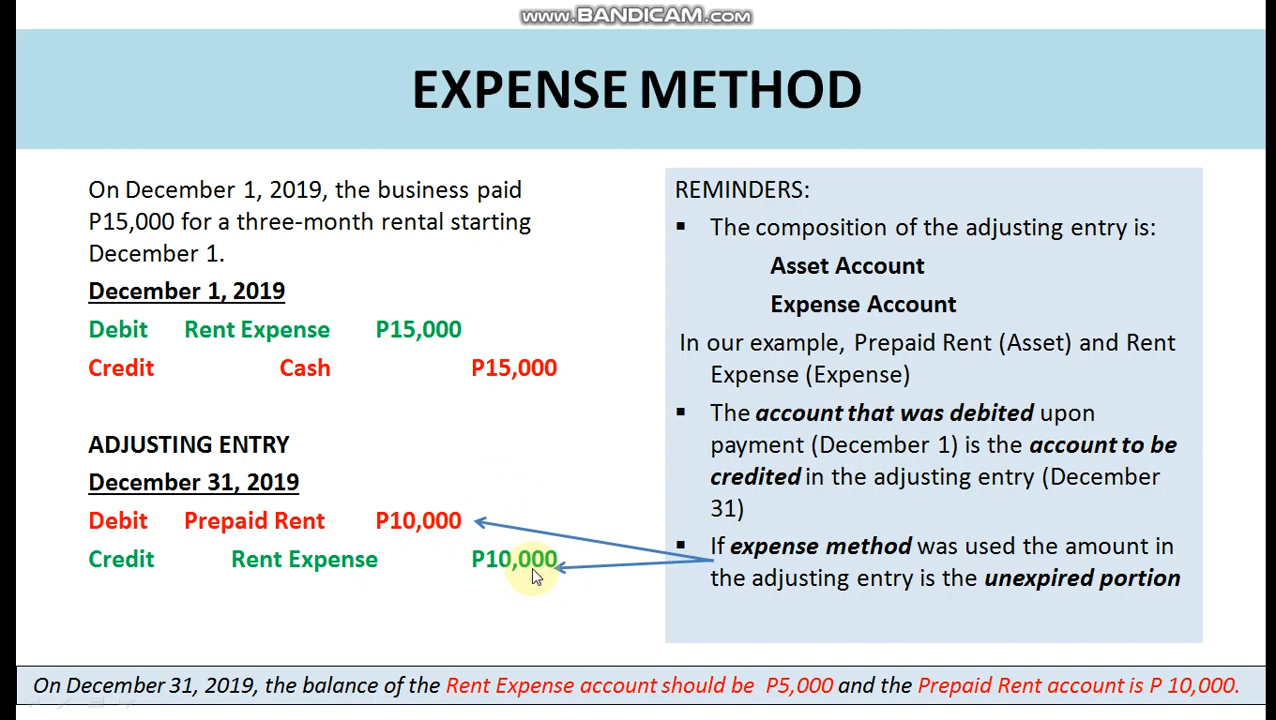 www.BANDICAM.com
EXPENSE METHOD
On December 1, 2019, the business paid
P15,000 for a three-month rental starting
December 1.
December 1, 2019
Debit Rent Expense P15,000
Credit Cash P15,000
ADJUSTING ENTRY
December 31, 2019
Debit Prepaid Rent P10,000
Credit Rent Expense P10,000
REMINDERS:
▪ The composition of the adjusting entry is:
Asset Account
Expense Account
In our example, Prepaid Rent (Asset) and Rent
Expense (Expense)
▪ The account that was debited upon
payment (December 1) is the account to be
credited in the adjusting entry (December
31)
▪ If expense method was used the amount in
the adjusting entry is the unexpired portion
On December 31, 2019, the balance of the Rent Expense account should be P5,000 and the Prepaid Rent account is P 10,000.